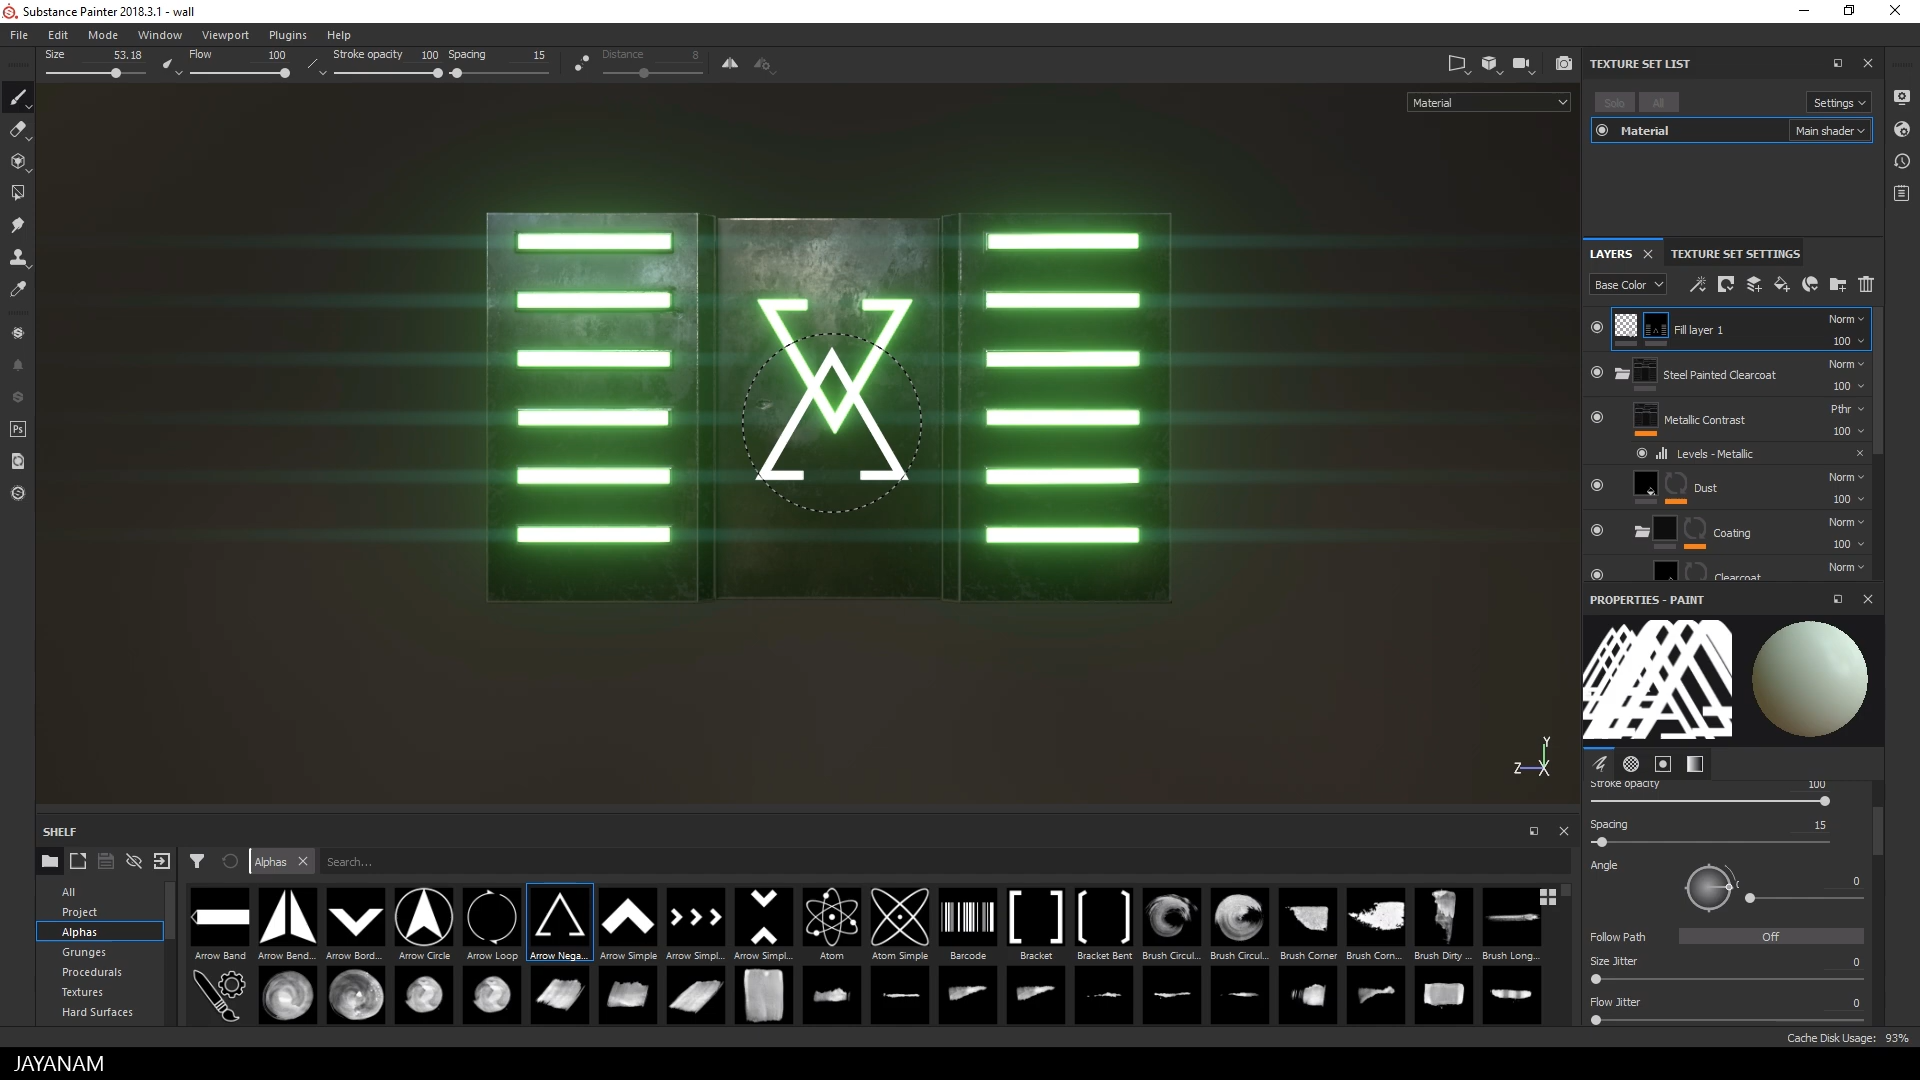 Substance Painter 2018.3.1 - wall
File Edit Mode Window Viewport Plugins Help
Size 53.18 Flow 100 Stroke opacity 100 Spacing 15 Distance 8
Material
TEXTURE SET LIST
Solo All Settings
Material Main shader
LAYERS TEXTURE SET SETTINGS
Base Color
Fill layer 1 Norm
100
Steel Painted Clearcoat Norm
100
Metallic Contrast Pthr
100
Levels - Metallic
Dust Norm
100
Coating Norm
100
Clearcoat Norm
PROPERTIES - PAINT
Stroke opacity 100
Spacing 15
Angle 0
Follow Path Off
Size Jitter 0
Flow Jitter 0
Y
Z X
Ps
SHELF
Alphas Search...
All
Project
Alphas
Grunges
Procedurals
Textures
Hard Surfaces
Arrow Band Arrow Bend... Arrow Bord... Arrow Circle Arrow Loop Arrow Nega... Arrow Simple Arrow Simpl... Arrow Simpl... Atom Atom Simple Barcode Bracket Bracket Bent Brush Circul... Brush Circul... Brush Corner Brush Corn... Brush Dirty ... Brush Long...
Cache Disk Usage: 93%
JAYANAM